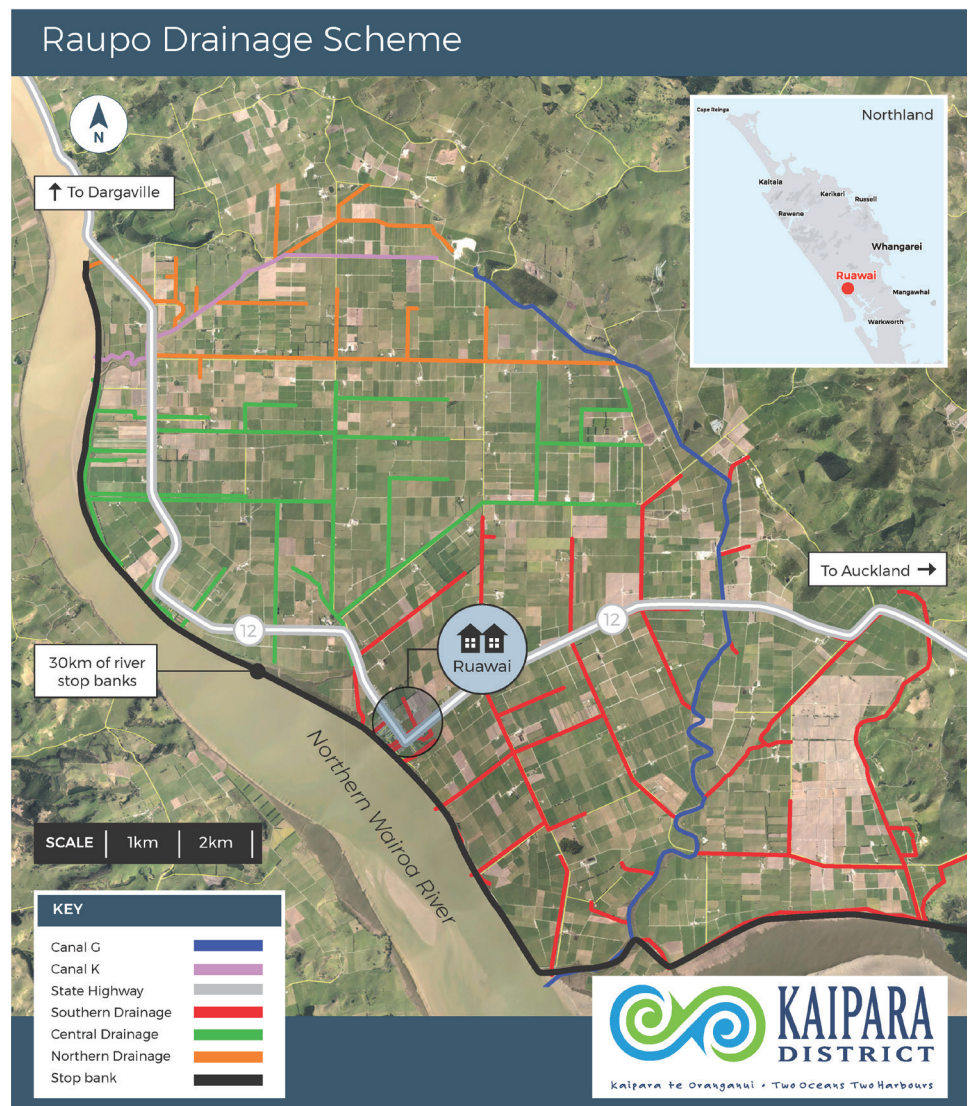 Raupo Drainage Scheme
N
↑ To Dargaville
Northland
Cape Reinga
Kaitaia
Kerikeri
Russell
Rawene
Whangarei
Ruawai
Mangawhai
Warkworth
To Auckland →
12
12
Ruawai
30km of river
stop banks
Northern Wairoa River
SCALE 1km 2km
KEY
Canal G
Canal K
State Highway
Southern Drainage
Central Drainage
Northern Drainage
Stop bank
KAIPARA
DISTRICT
Kaipara te Oranganui • Two Oceans Two Harbours